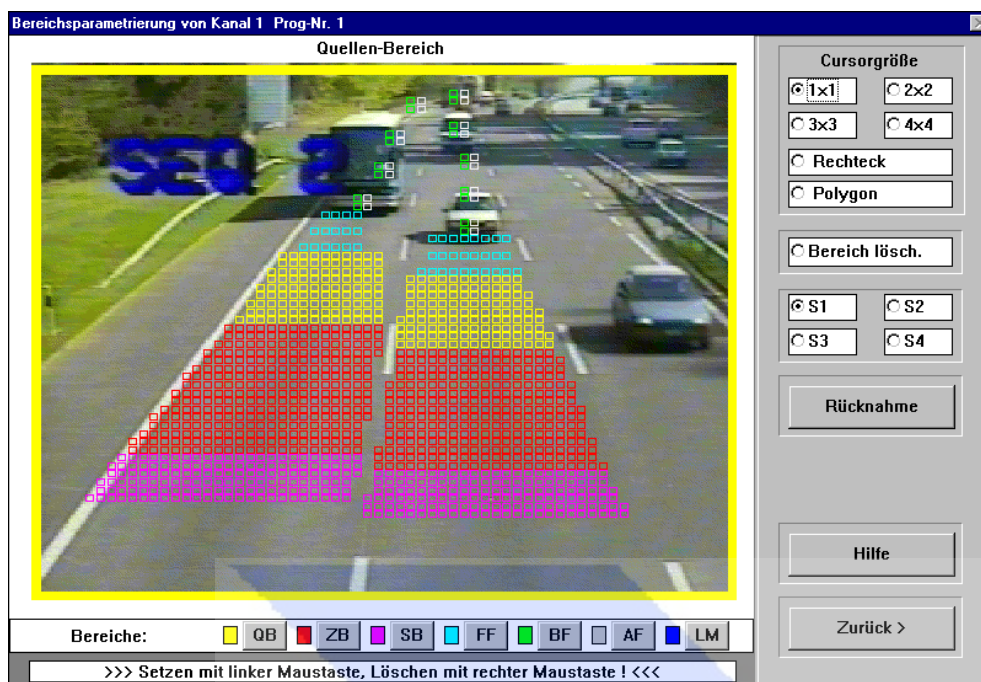 Bereichsparametrierung von Kanal 1 Prog-Nr. 1
Quellen-Bereich
SEQ 2
Cursorgröße
1x1
2x2
3x3
4x4
Rechteck
Polygon
Bereich lösch.
S1
S2
S3
S4
Rücknahme
Hilfe
Zurück >
Bereiche:
QB
ZB
SB
FF
BF
AF
LM
>>> Setzen mit linker Maustaste, Löschen mit rechter Maustaste ! <<<